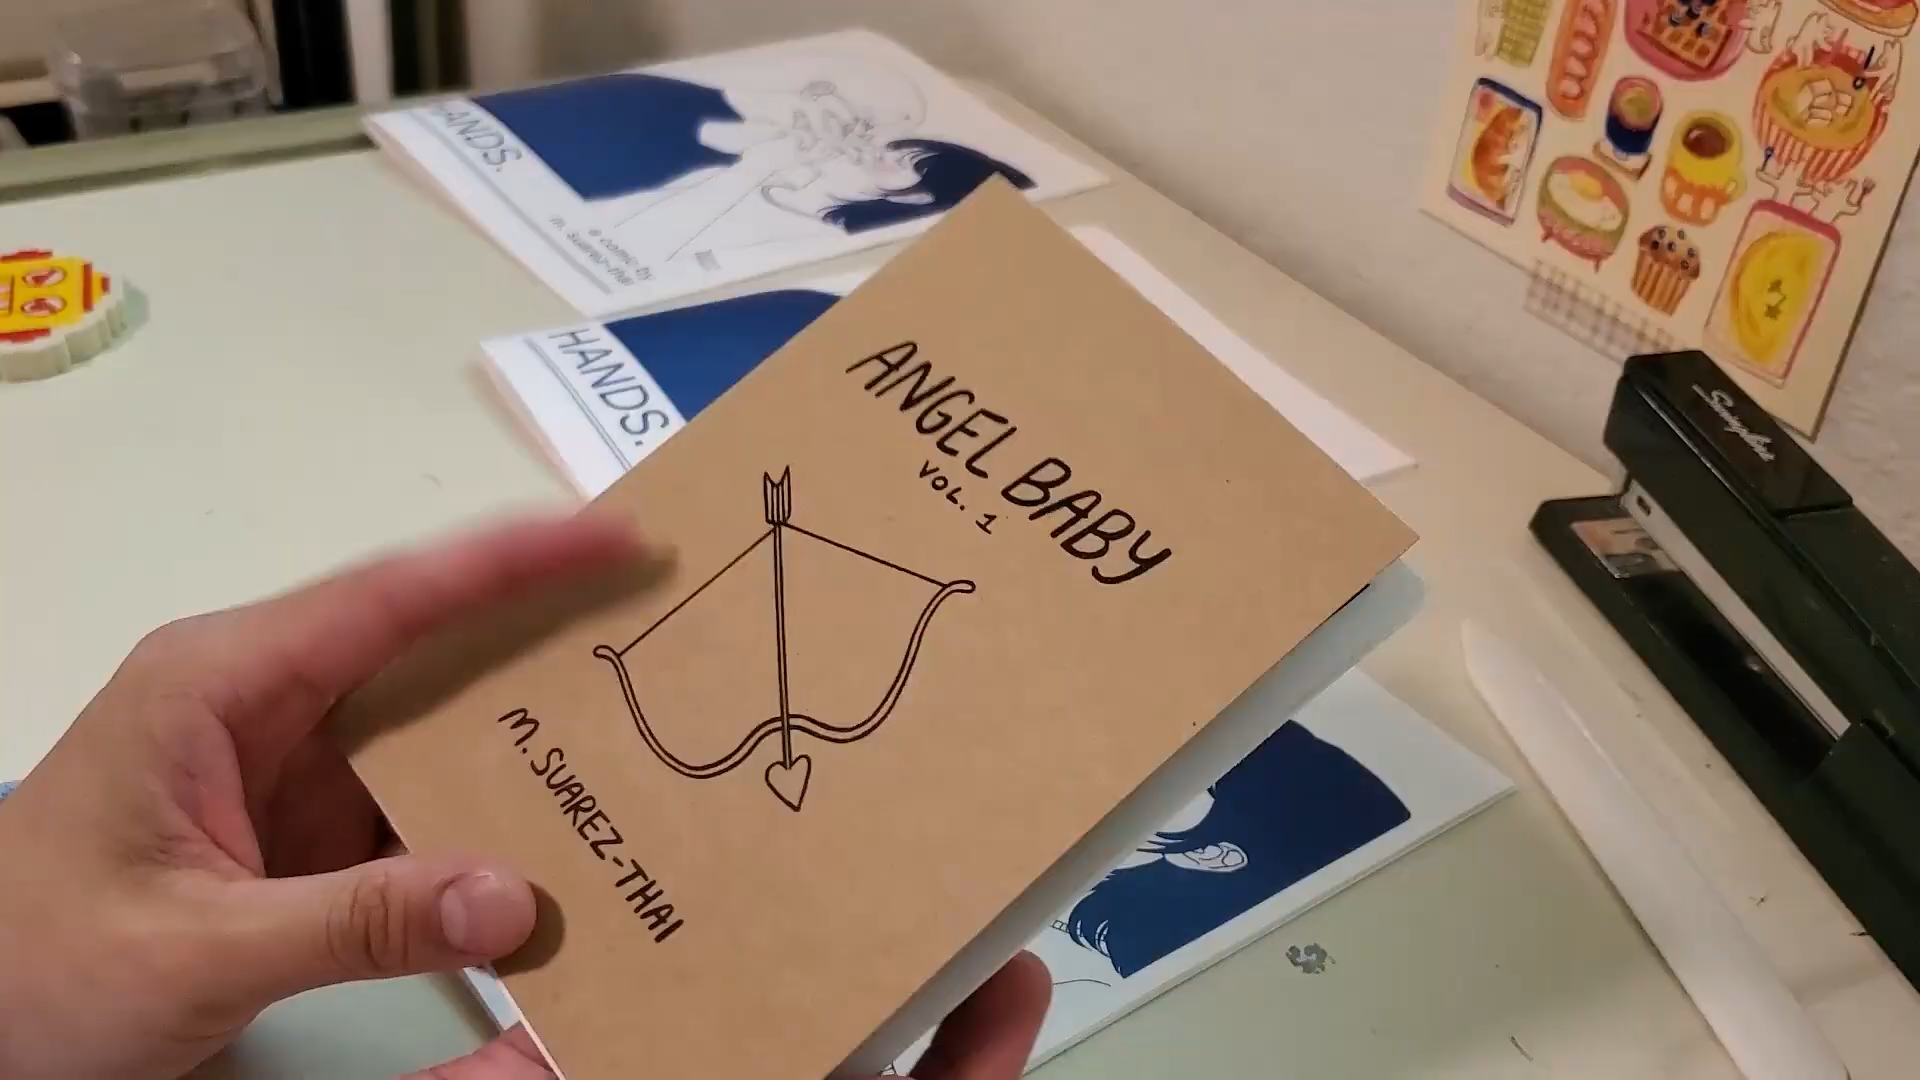 ANGEL BABY
VOL. 1
M. SUAREZ-THAI
HANDS.
a comic by
m. suarez-thai
HANDS.
Swingline